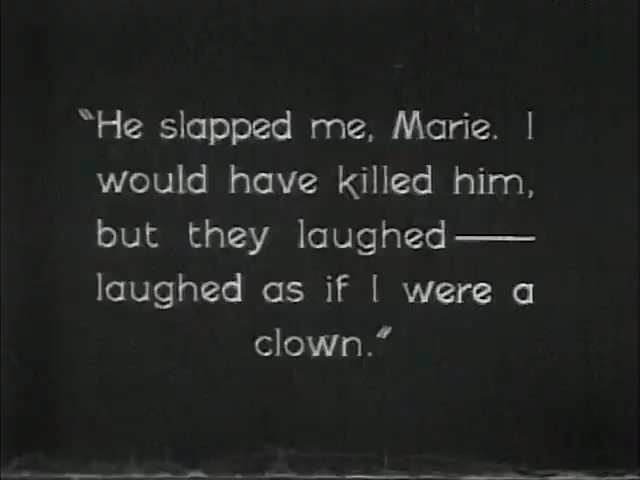 “He slapped me, Marie. I
would have killed him,
but they laughed——
laughed as if I were a
clown.”